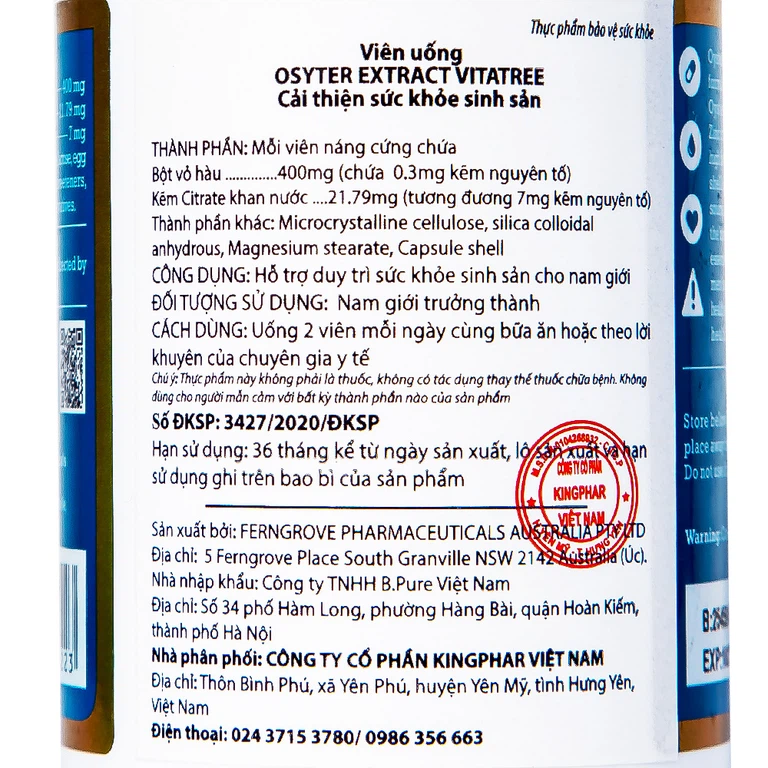 Thực phẩm bảo vệ sức khỏe
Viên uống
OSYTER EXTRACT VITATREE
Cải thiện sức khỏe sinh sản
THÀNH PHẦN: Mỗi viên náng cứng chứa
Bột vỏ hàu .............400mg (chứa 0.3mg kẽm nguyên tố)
Kẽm Citrate khan nước ....21.79mg (tương đương 7mg kẽm nguyên tố)
Thành phần khác: Microcrystalline cellulose, silica colloidal
anhydrous, Magnesium stearate, Capsule shell
CÔNG DỤNG: Hỗ trợ duy trì sức khỏe sinh sản cho nam giới
ĐỐI TƯỢNG SỬ DỤNG: Nam giới trưởng thành
CÁCH DÙNG: Uống 2 viên mỗi ngày cùng bữa ăn hoặc theo lời
khuyên của chuyên gia y tế
Chú ý: Thực phẩm này không phải là thuốc, không có tác dụng thay thế thuốc chữa bệnh. Không
dùng cho người mẫn cảm với bất kỳ thành phần nào của sản phẩm
Số ĐKSP: 3427/2020/ĐKSP
Hạn sử dụng: 36 tháng kể từ ngày sản xuất, lô sản xuất và hạn
sử dụng ghi trên bao bì của sản phẩm
CÔNG TY CỔ PHẦN
KINGPHAR
VIỆT NAM
Sản xuất bởi: FERNGROVE PHARMACEUTICALS AUSTRALIA PTY LTD
Địa chỉ: 5 Ferngrove Place South Granville NSW 2142 Australia (Úc).
Nhà nhập khẩu: Công ty TNHH B.Pure Việt Nam
Địa chỉ: Số 34 phố Hàm Long, phường Hàng Bài, quận Hoàn Kiếm,
thành phố Hà Nội
Nhà phân phối: CÔNG TY CỔ PHẦN KINGPHAR VIỆT NAM
Địa chỉ: Thôn Bình Phú, xã Yên Phú, huyện Yên Mỹ, tỉnh Hưng Yên,
Việt Nam
Điện thoại: 024 3715 3780/ 0986 356 663
400 mg
21.79 mg
7 mg
egg
by
Store below
place away
Do not use
Warning:
B:
EXP: